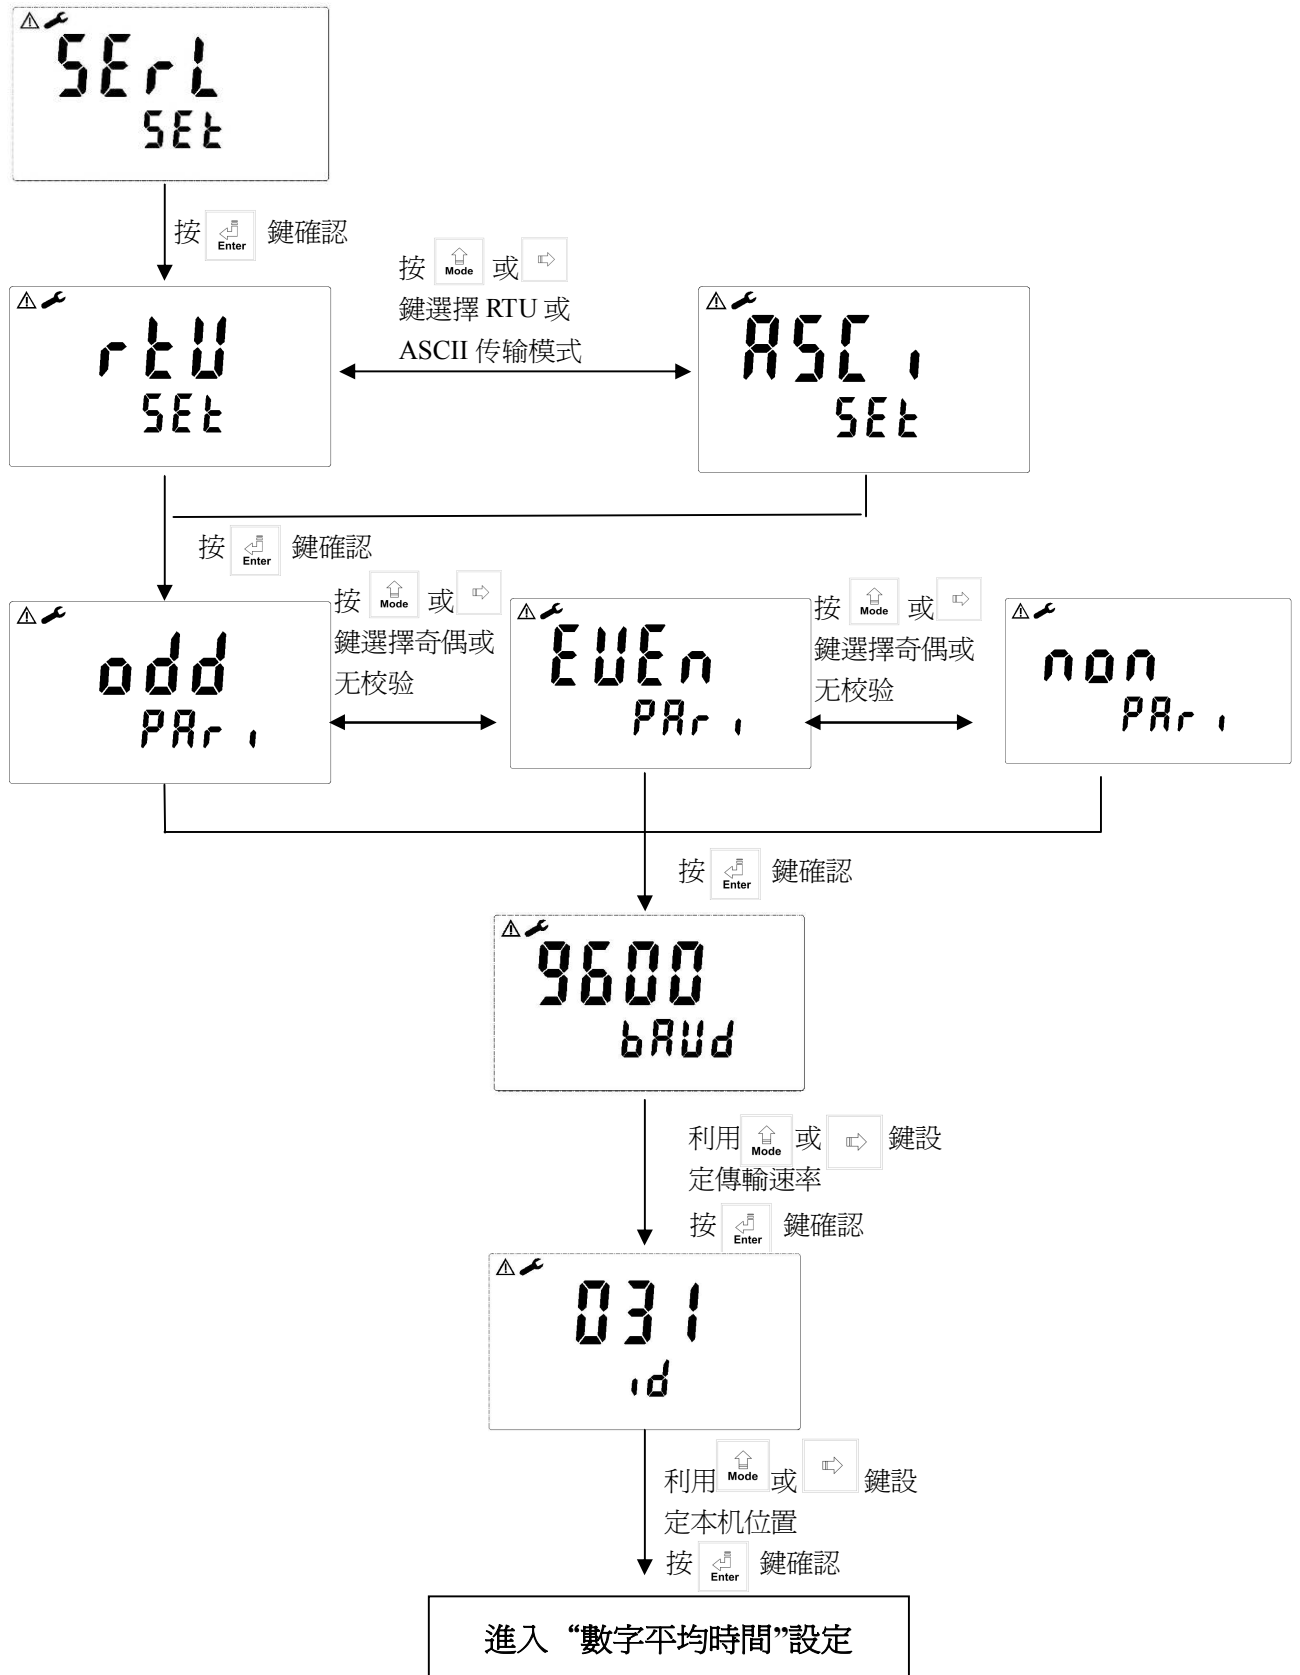 SErL
SEt
按 Enter 鍵確認
按 Mode 或
鍵選擇 RTU 或
ASCII 传输模式
rtU
SEt
ASCi
SEt
按 Enter 鍵確認
按 Mode 或
鍵選擇奇偶或
无校验
按 Mode 或
鍵選擇奇偶或
无校验
odd
PAri
EVEn
PAri
non
PAri
按 Enter 鍵確認
9600
bAUd
利用 Mode 或 鍵設
定傳輸速率
按 Enter 鍵確認
031
id
利用 Mode 或 鍵設
定本机位置
按 Enter 鍵確認
進入“數字平均時間”設定